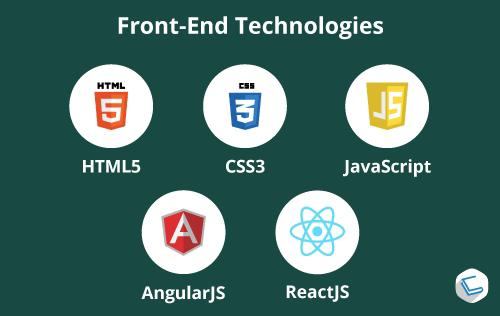 Front-End Technologies
HTML
5
CSS
3
JS
HTML5
CSS3
JavaScript
A
AngularJS
ReactJS